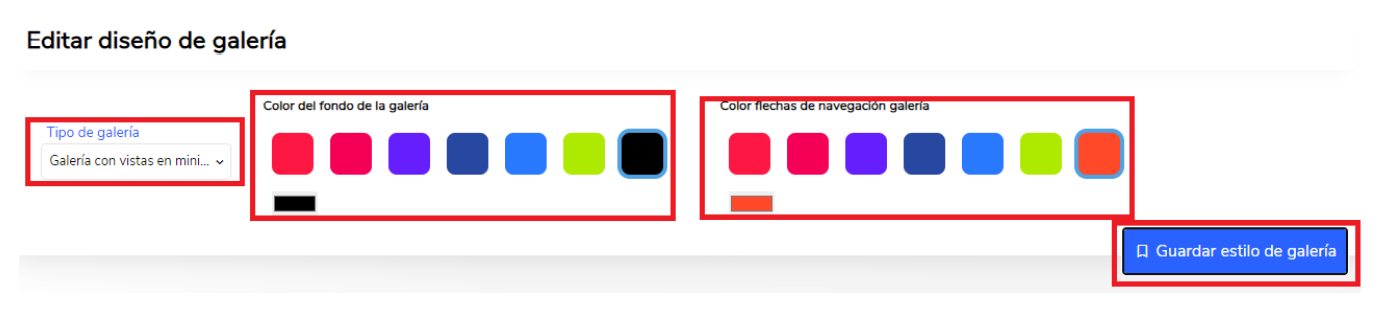 Editar diseño de galería
Tipo de galería
Galería con vistas en mini...
Color del fondo de la galería
Color flechas de navegación galería
Guardar estilo de galería